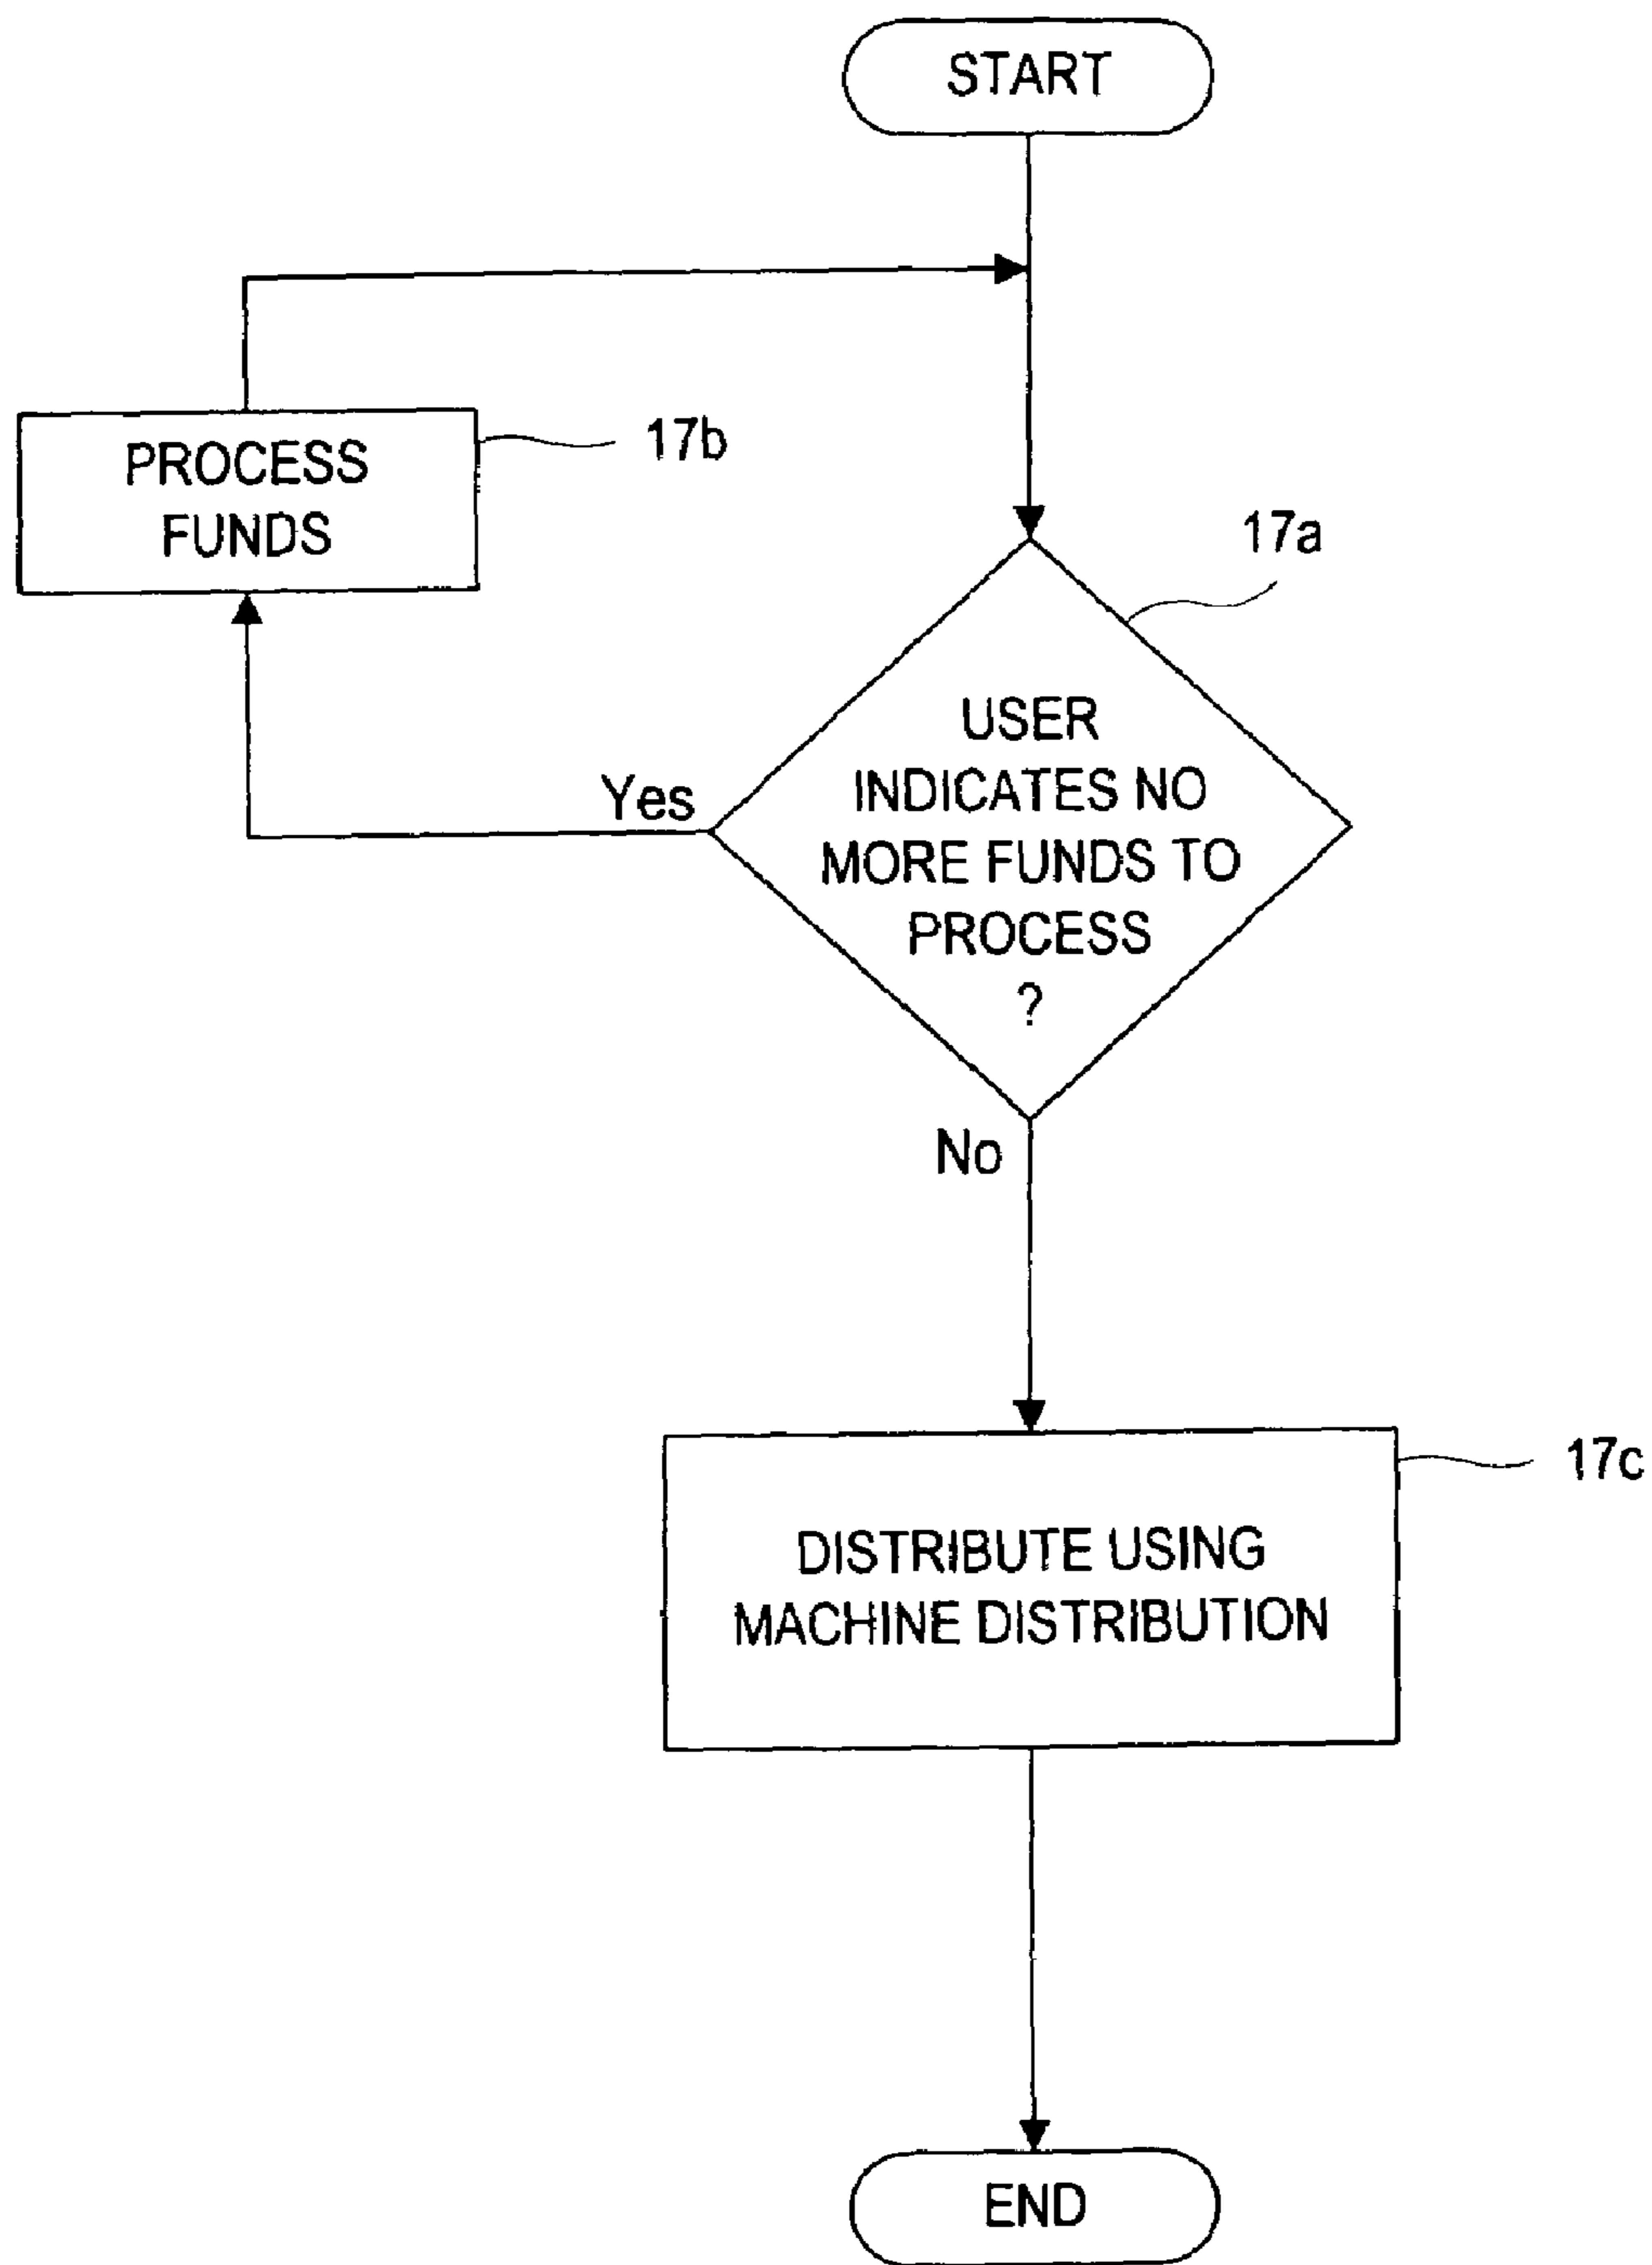 START
PROCESS
FUNDS
17b
17a
USER
INDICATES NO
MORE FUNDS TO
PROCESS
?
Yes
No
17c
DISTRIBUTE USING
MACHINE DISTRIBUTION
END